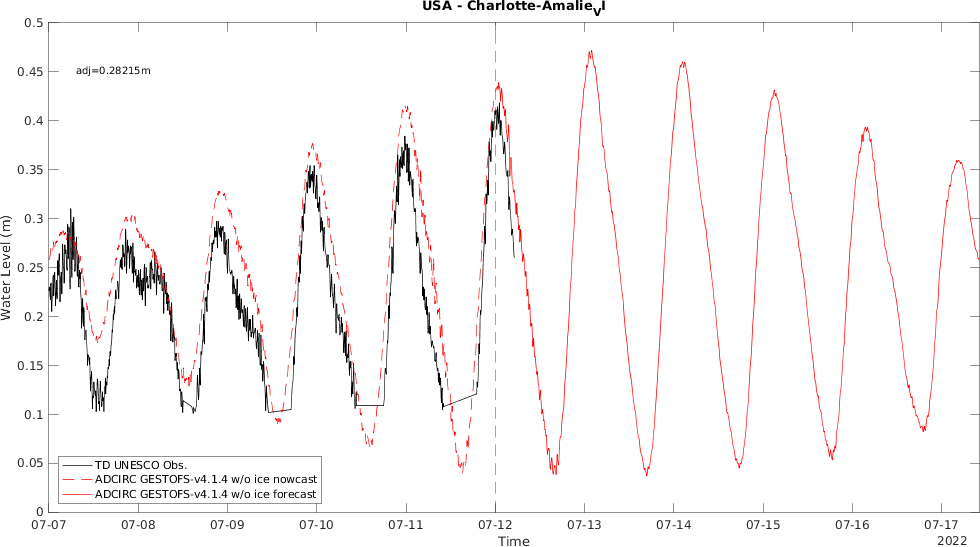 USA - Charlotte-Amalie_VI
adj=0.28215m
Water Level (m)
0.5
0.45
0.4
0.35
0.3
0.25
0.2
0.15
0.1
0.05
0
TD UNESCO Obs.
ADCIRC GESTOFS-v4.1.4 w/o ice nowcast
ADCIRC GESTOFS-v4.1.4 w/o ice forecast
07-07 07-08 07-09 07-10 07-11 07-12 07-13 07-14 07-15 07-16 07-17
Time
2022